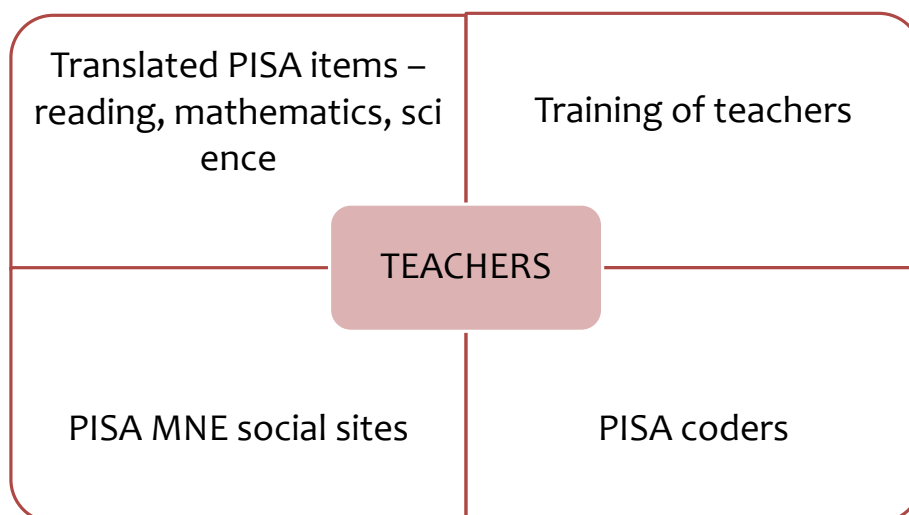 Translated PISA items –
reading, mathematics, sci
ence
Training of teachers
TEACHERS
PISA MNE social sites
PISA coders